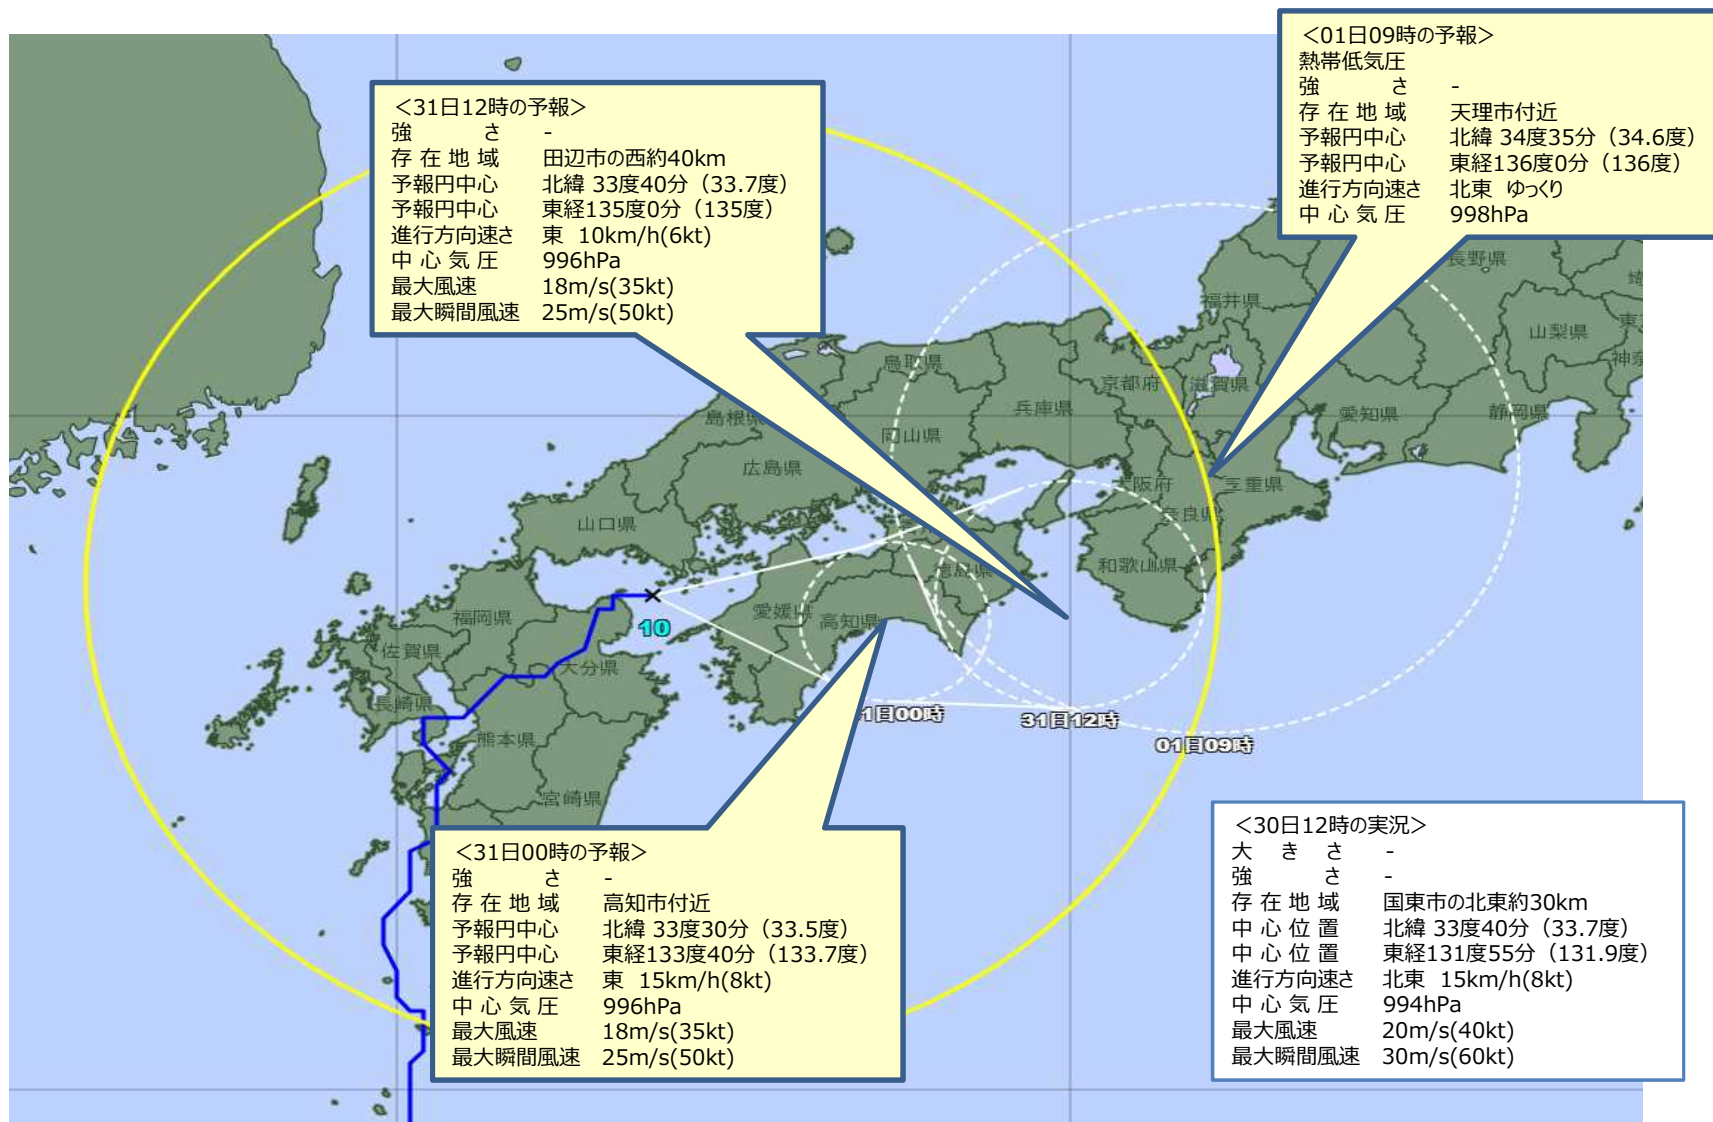 <01日09時の予報>
熱帯低気圧
強 さ -
存在地域 天理市付近
予報円中心 北緯 34度35分（34.6度）
予報円中心 東経136度0分（136度）
進行方向速さ 北東 ゆっくり
中心気圧 998hPa
<31日12時の予報>
強 さ -
存在地域 田辺市の西約40km
予報円中心 北緯 33度40分（33.7度）
予報円中心 東経135度0分（135度）
進行方向速さ 東 10km/h(6kt)
中心気圧 996hPa
最大風速 18m/s(35kt)
最大瞬間風速 25m/s(50kt)
長野県
福井県
山梨県
鳥取県
京都府
滋賀県
兵庫県
愛知県
静岡県
島根県
岡山県
広島県
大阪府
三重県
山口県
奈良県
和歌山県
徳島県
愛媛県
高知県
福岡県
10
佐賀県
大分県
長崎県
熊本県
宮崎県
1日00時
31日12時
01日09時
<31日00時の予報>
強 さ -
存在地域 高知市付近
予報円中心 北緯 33度30分（33.5度）
予報円中心 東経133度40分（133.7度）
進行方向速さ 東 15km/h(8kt)
中心気圧 996hPa
最大風速 18m/s(35kt)
最大瞬間風速 25m/s(50kt)
<30日12時の実況>
大きさ -
強 さ -
存在地域 国東市の北東約30km
中心位置 北緯 33度40分（33.7度）
中心位置 東経131度55分（131.9度）
進行方向速さ 北東 15km/h(8kt)
中心気圧 994hPa
最大風速 20m/s(40kt)
最大瞬間風速 30m/s(60kt)